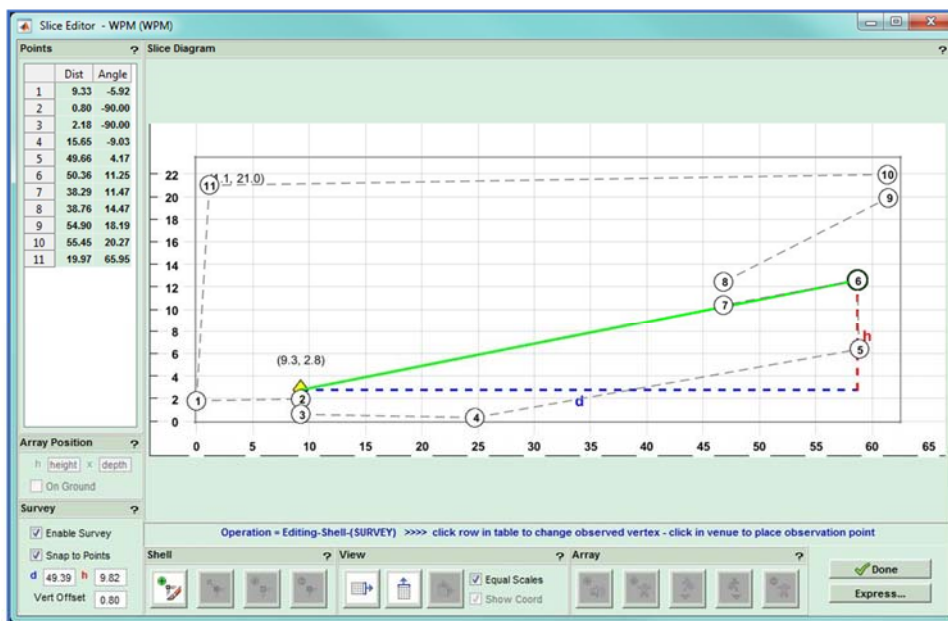 Slice Editor - WPM (WPM)
Points ?
Dist Angle
1 9.33 -5.92
2 0.80 -90.00
3 2.18 -90.00
4 15.65 -9.03
5 49.66 4.17
6 50.36 11.25
7 38.29 11.47
8 38.76 14.47
9 54.90 18.19
10 55.45 20.27
11 19.97 65.95
Array Position ?
h height x depth
On Ground
Survey ?
Enable Survey
Snap to Points
d 49.39 h 9.82
Vert Offset 0.80
Slice Diagram ?
22
20
18
16
14
12
10
8
6
4
2
0
0 5 10 15 20 25 30 35 40 45 50 55 60 65
11 (1.1, 21.0)
10
9
8
7
6
h
5
(9.3, 2.8)
d
1
2
3
4
Operation = Editing-Shell-(SURVEY) >>>> click row in table to change observed vertex - click in venue to place observation point
Shell ?
View ?
Equal Scales
Show Coord
Array ?
Done
Express...